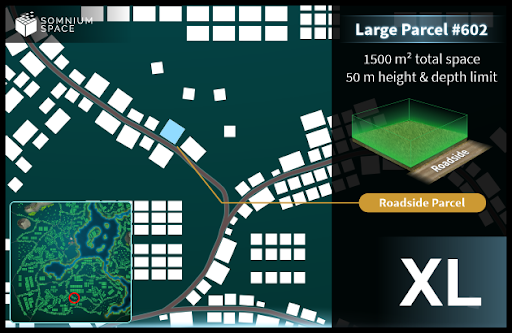 SOMNIUM
SPACE
Large Parcel #602
1500 m² total space
50 m height & depth limit
Roadside
Roadside Parcel
XL